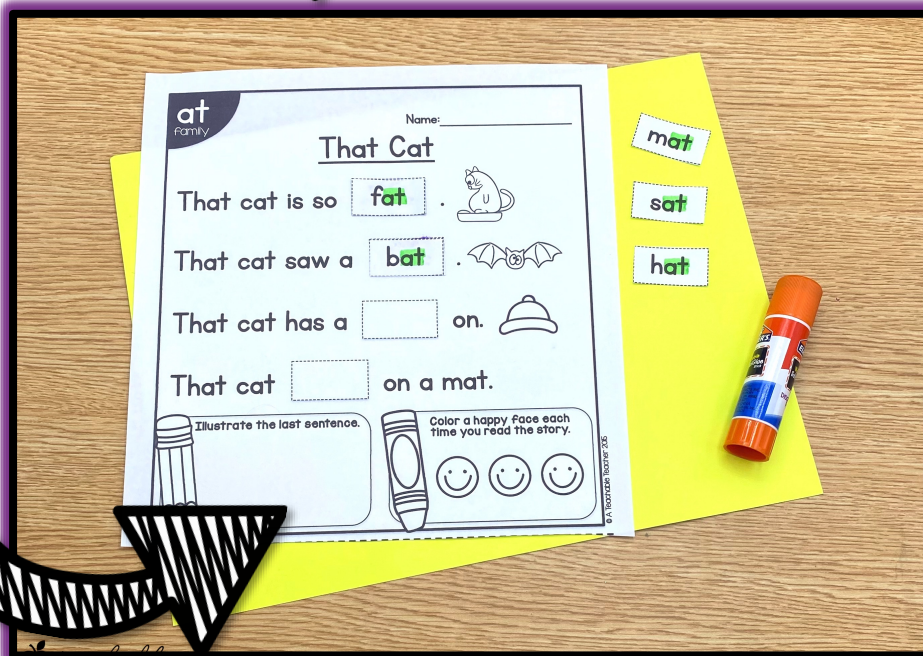 at
family
Name:
That Cat
That cat is so fat .
That cat saw a bat .
That cat has a on.
That cat on a mat.
Illustrate the last sentence.
Color a happy face each
time you read the story.
© A Teachable Teacher 2015
mat
sat
hat